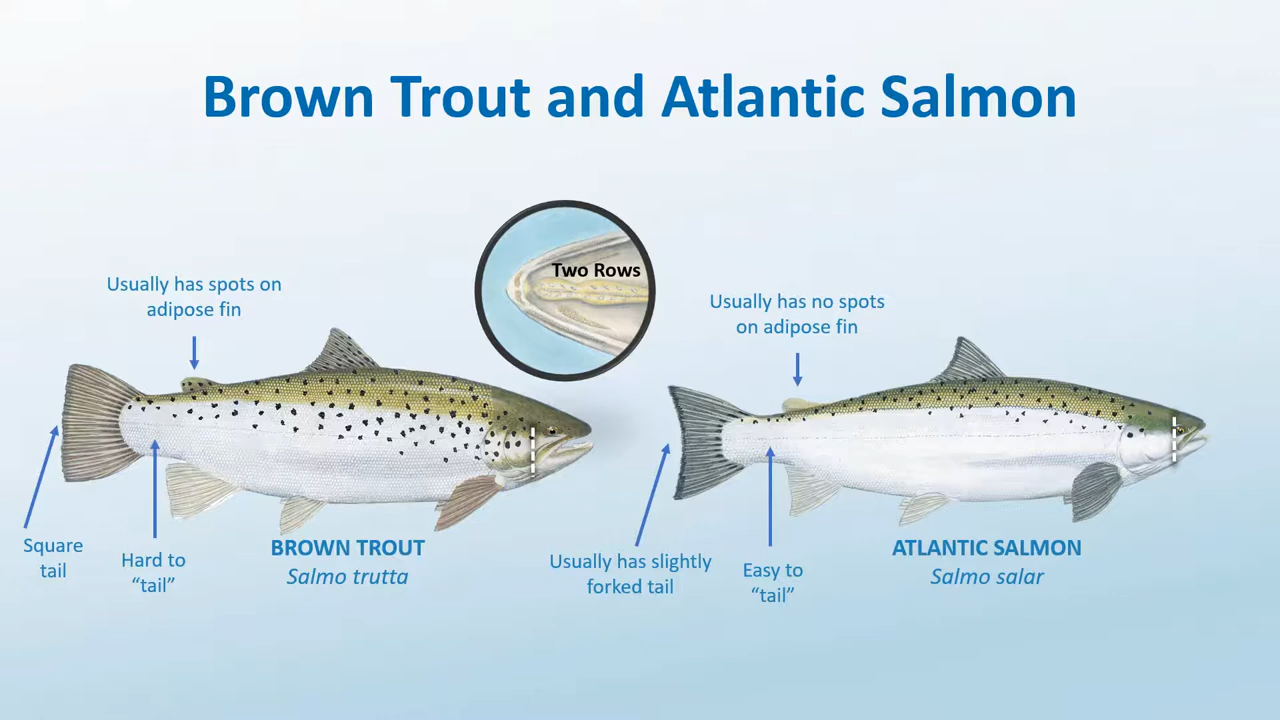 Brown Trout and Atlantic Salmon
Two Rows
Usually has spots on
adipose fin
Square
tail
Hard to
“tail”
BROWN TROUT
Salmo trutta
Usually has no spots
on adipose fin
Usually has slightly
forked tail
Easy to
“tail”
ATLANTIC SALMON
Salmo salar